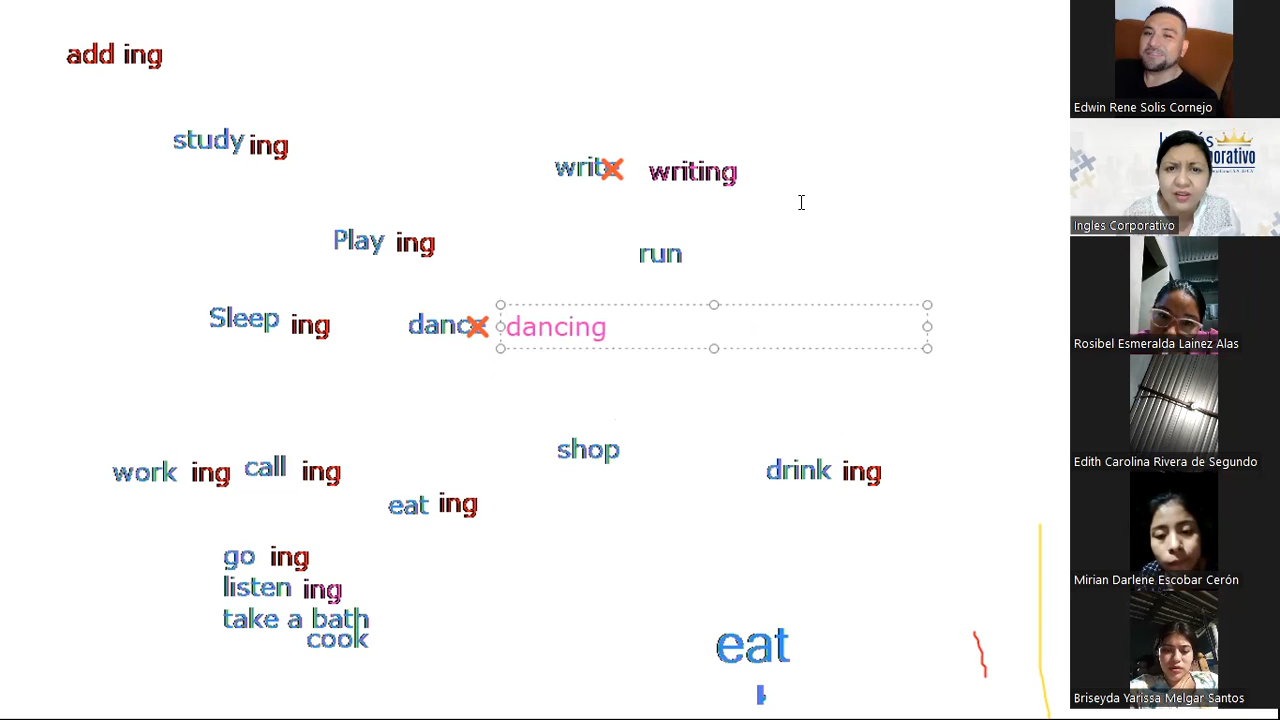 add ing
study ing
write writing
Play ing
run
Sleep ing
dance dancing
shop
work ing call ing
drink ing
eat ing
go ing
listen ing
take a bath
cook
eat
Edwin Rene Solis Cornejo
Ingles Corporativo
Rosibel Esmeralda Lainez Alas
Edith Carolina Rivera de Segundo
Mirian Darlene Escobar Cerón
Briseyda Yarissa Melgar Santos